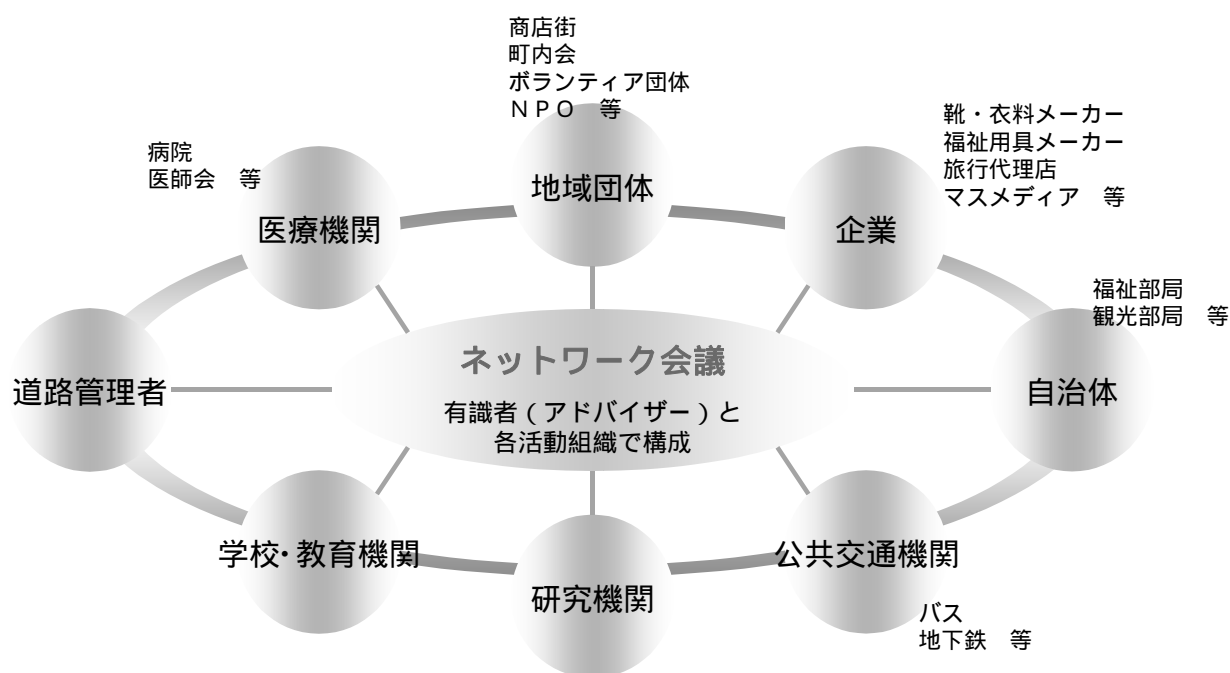 商店街
町内会
ボランティア団体
ＮＰＯ　等
靴・衣料メーカー
福祉用具メーカー
旅行代理店
マスメディア　等
病院
医師会　等
地域団体
医療機関
企業
福祉部局
観光部局　等
ネットワーク会議
道路管理者
自治体
有識者（アドバイザー）と
各活動組織で構成
学校・教育機関
公共交通機関
研究機関
バス
地下鉄　等